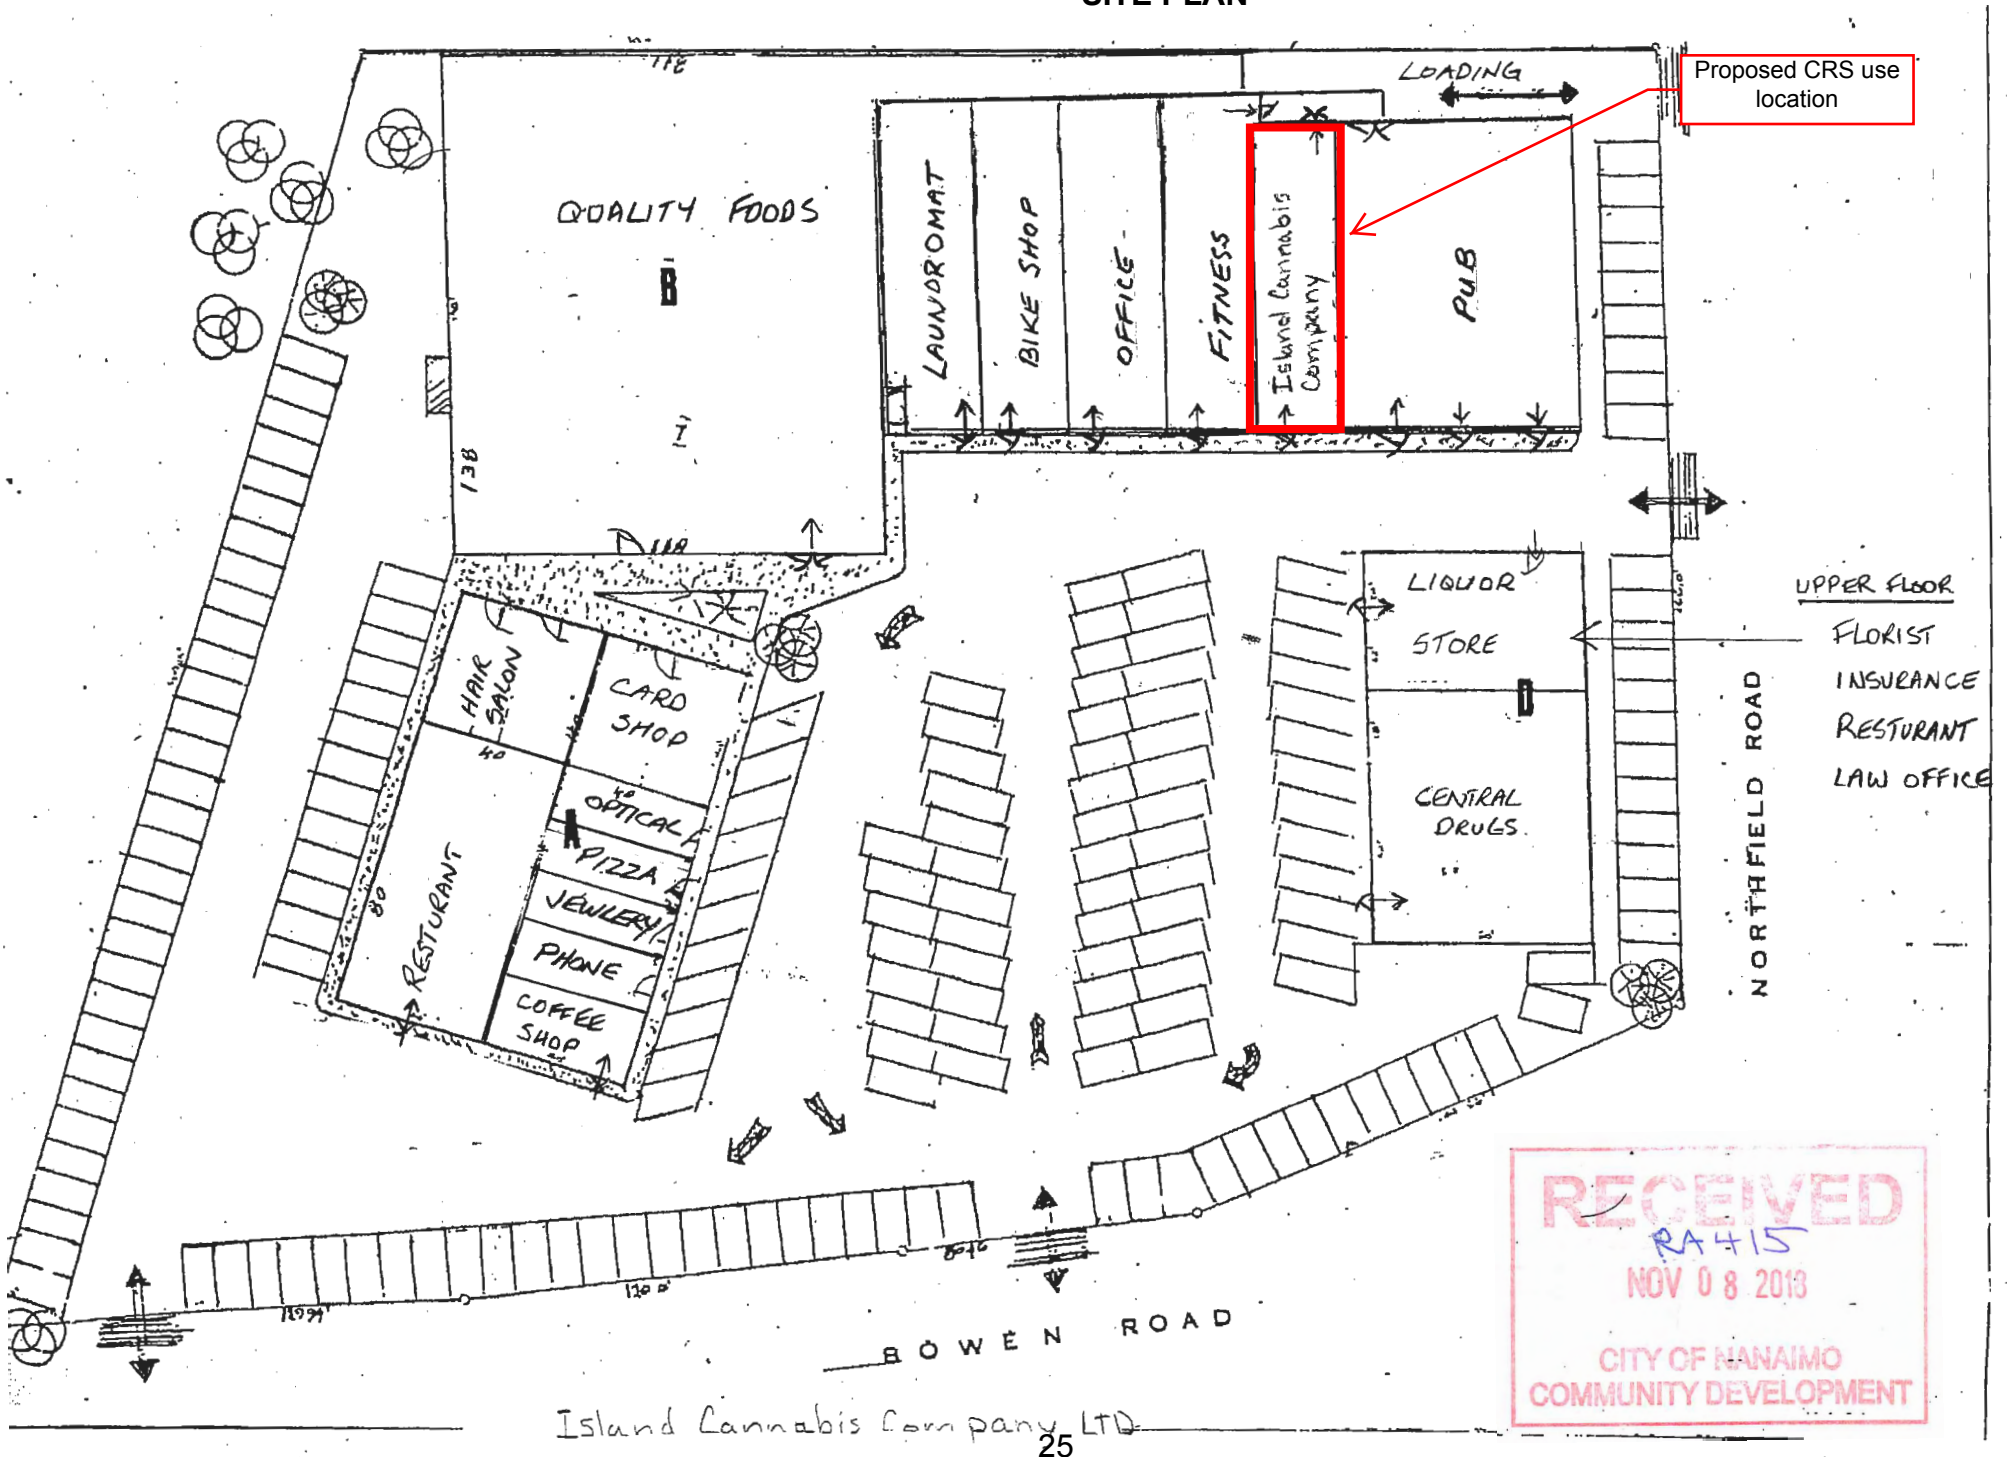 SITE PLAN
Proposed CRS use
location
LOADING
QUALITY FOODS
B
LAUNDROMAT
BIKE SHOP
OFFICE
FITNESS
Island Cannabis
Company
PUB
138
118
LIQUOR
STORE
UPPER FLOOR
FLORIST
INSURANCE
RESTURANT
LAW OFFICE
HAIR
SALON
CARD
SHOP
40
40
OPTICAL
A
PIZZA
JEWLERY
PHONE
COFFEE
SHOP
RESTURANT
80
CENTRAL
DRUGS
NORTHFIELD ROAD
BOWEN ROAD
RECEIVED
RA415
NOV 08 2018
CITY OF NANAIMO
COMMUNITY DEVELOPMENT
Island Cannabis Company LTD
25